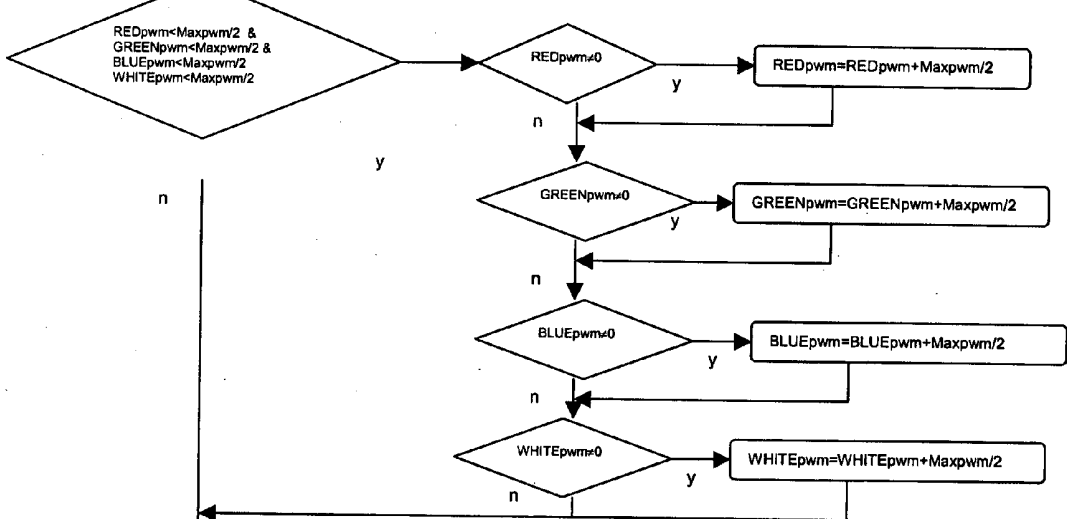 REDpwm<Maxpwm/2 &
GREENpwm<Maxpwm/2 &
BLUEpwm<Maxpwm/2
WHITEpwm<Maxpwm/2
REDpwm≠0
y
REDpwm=REDpwm+Maxpwm/2
n
y
n
GREENpwm≠0
y
GREENpwm=GREENpwm+Maxpwm/2
n
BLUEpwm≠0
y
BLUEpwm=BLUEpwm+Maxpwm/2
n
WHITEpwm≠0
y
WHITEpwm=WHITEpwm+Maxpwm/2
n